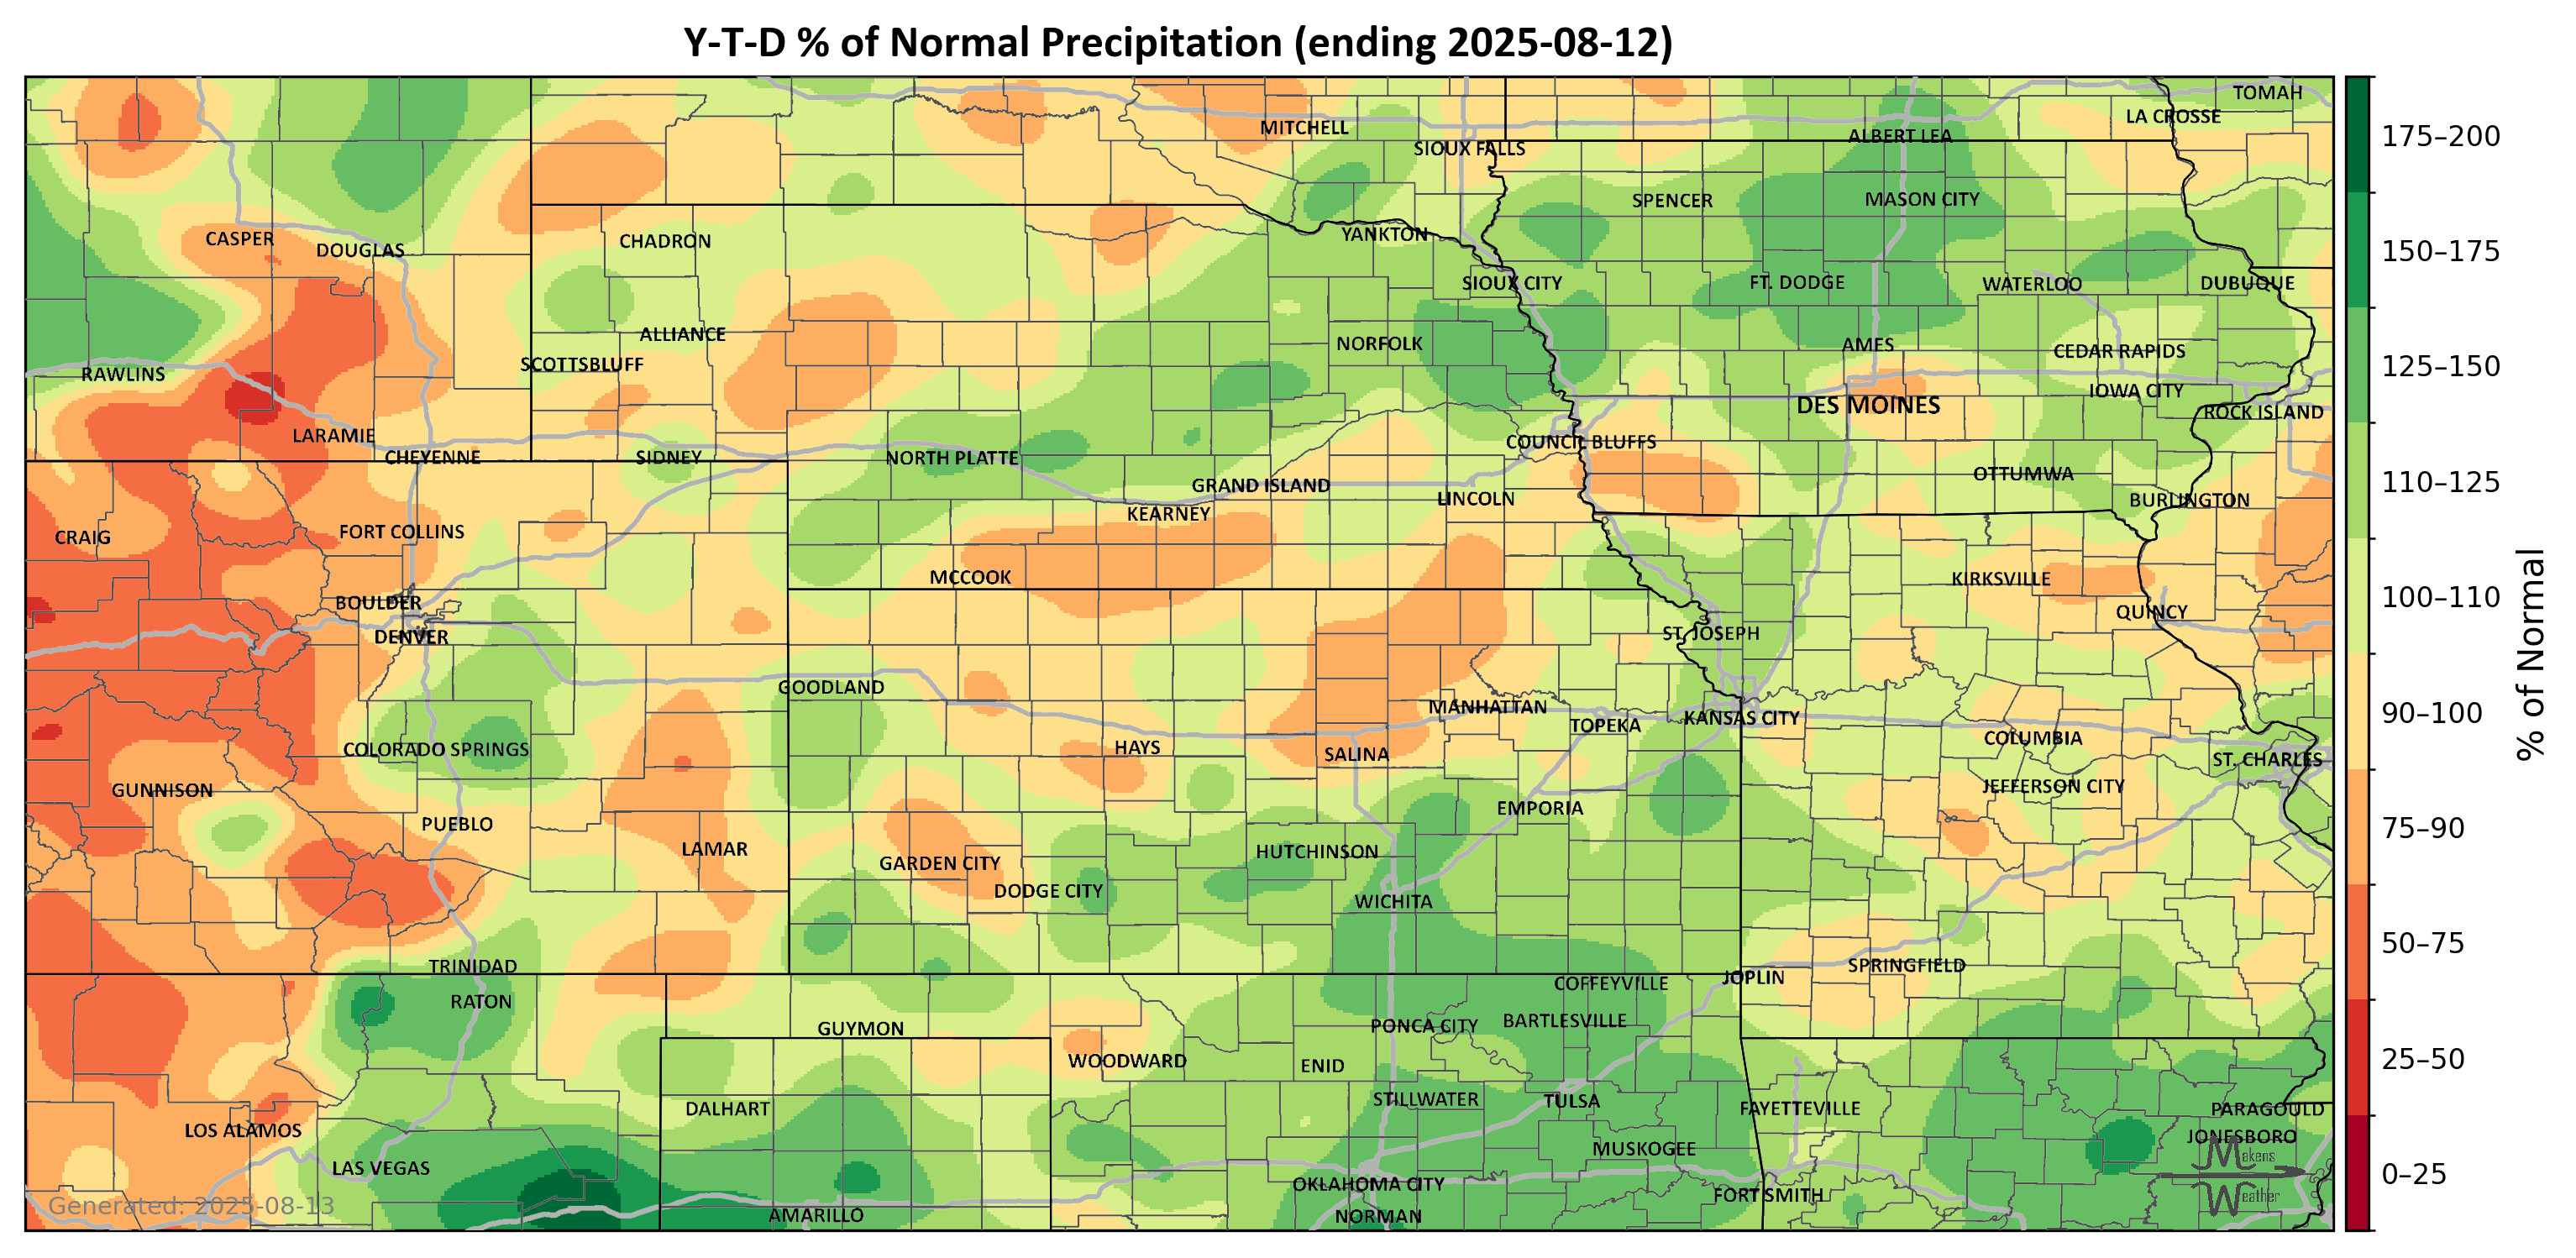 Y-T-D % of Normal Precipitation (ending 2025-08-12)
TOMAH
LA CROSSE
MITCHELL
ALBERT LEA
SIOUX FALLS
SPENCER
MASON CITY
CASPER
DOUGLAS
CHADRON
YANKTON
SIOUX CITY
FT. DODGE
WATERLOO
DUBUQUE
ALLIANCE
NORFOLK
AMES
CEDAR RAPIDS
SCOTTSBLUFF
RAWLINS
IOWA CITY
DES MOINES
ROCK ISLAND
LARAMIE
COUNCIL BLUFFS
CHEYENNE
SIDNEY
NORTH PLATTE
OTTUMWA
GRAND ISLAND
LINCOLN
BURLINGTON
KEARNEY
CRAIG
FORT COLLINS
MCCOOK
KIRKSVILLE
BOULDER
QUINCY
DENVER
ST. JOSEPH
GOODLAND
MANHATTAN
TOPEKA
KANSAS CITY
COLUMBIA
COLORADO SPRINGS
HAYS
SALINA
ST. CHARLES
GUNNISON
JEFFERSON CITY
EMPORIA
PUEBLO
LAMAR
HUTCHINSON
GARDEN CITY
DODGE CITY
WICHITA
TRINIDAD
SPRINGFIELD
JOPLIN
COFFEYVILLE
RATON
BARTLESVILLE
PONCA CITY
GUYMON
WOODWARD
ENID
STILLWATER
TULSA
DALHART
FAYETTEVILLE
PARAGOULD
LOS ALAMOS
JONESBORO
MUSKOGEE
LAS VEGAS
OKLAHOMA CITY
FORT SMITH
AMARILLO
NORMAN
Makens
Weather
Generated: 2025-08-13
175–200
150–175
125–150
110–125
100–110
90–100
75–90
50–75
25–50
0–25
% of Normal